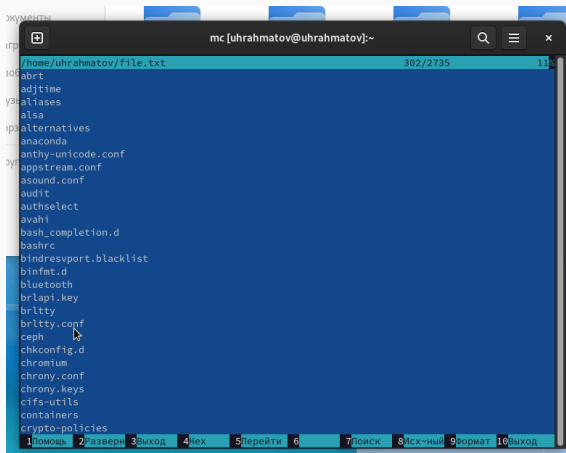 окументы
mc [uhrahmatov@uhrahmatov]:~
/home/uhrahmatov/file.txt 302/2735 11%
abrt
adjtime
aliases
alsa
alternatives
anaconda
anthy-unicode.conf
appstream.conf
asound.conf
audit
authselect
avahi
bash_completion.d
bashrc
bindresvport.blacklist
binfmt.d
bluetooth
brlapi.key
brltty
brltty.conf
ceph
chkconfig.d
chromium
chrony.conf
chrony.keys
cifs-utils
containers
crypto-policies
1Помощь 2Разверн 3Выход 4Hex 5Перейти 6 7Поиск 8Исх~ный 9Формат 10Выход